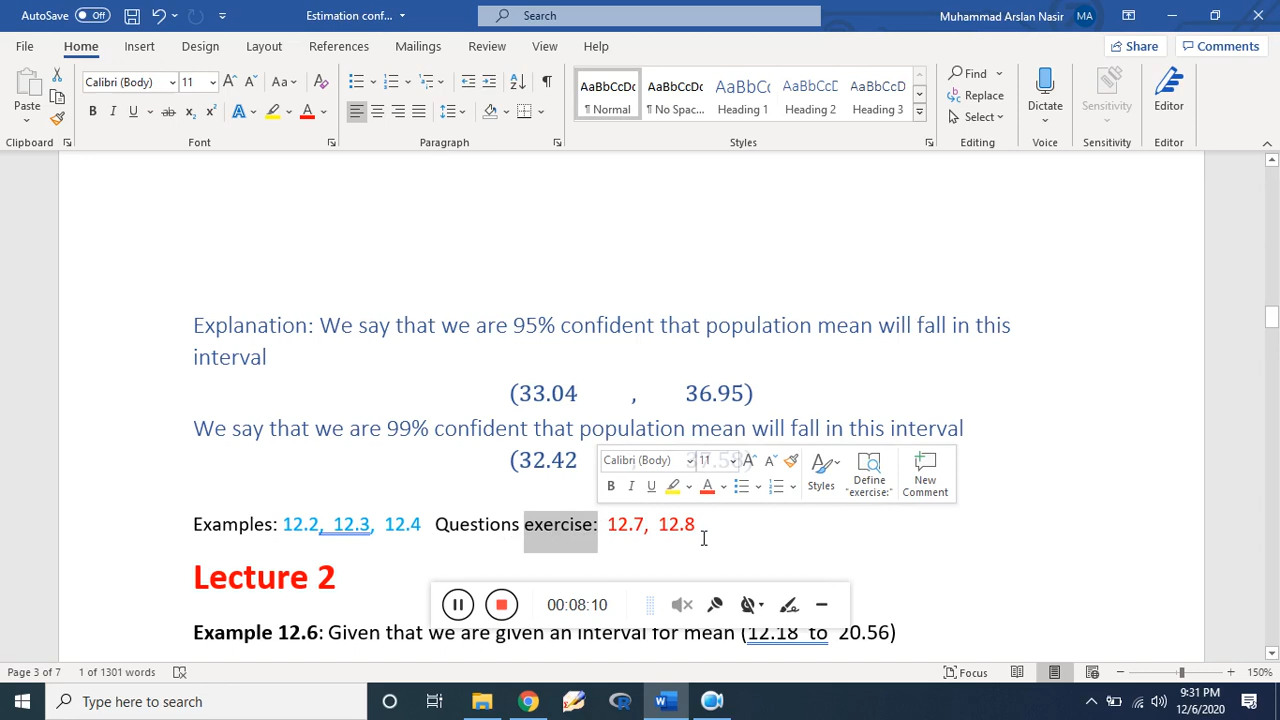 AutoSave Off Estimation conf... Search Muhammad Arslan Nasir MA
File Home Insert Design Layout References Mailings Review View Help Share Comments
Paste Calibri (Body) 11 A A Aa A AaBbCcDc AaBbCcDc AaBbCc AaBbCcD AaBbCcD Find Dictate Sensitivity Editor
¶ Normal ¶ No Spac... Heading 1 Heading 2 Heading 3 Replace
B I U ab x₂ x² A A Select
Clipboard Font Paragraph Styles Editing Voice Sensitivity Editor
Explanation: We say that we are 95% confident that population mean will fall in this
interval
(33.04 , 36.95)
We say that we are 99% confident that population mean will fall in this interval
(32.42 , 37.58)
Calibri (Body) 11 A A Styles Define "exercise:" New Comment
B I U A
Examples: 12.2, 12.3, 12.4 Questions exercise: 12.7, 12.8
Lecture 2
00:08:10
Example 12.6: Given that we are given an interval for mean (12.18 to 20.56)
Page 3 of 7 1 of 1301 words Focus 150%
Type here to search 9:31 PM
12/6/2020